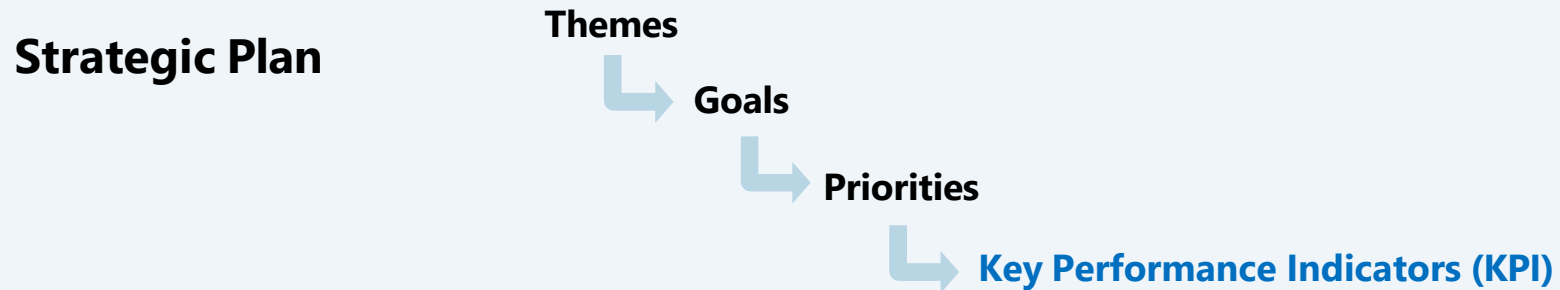 Strategic Plan
Themes
Goals
Priorities
Key Performance Indicators (KPI)